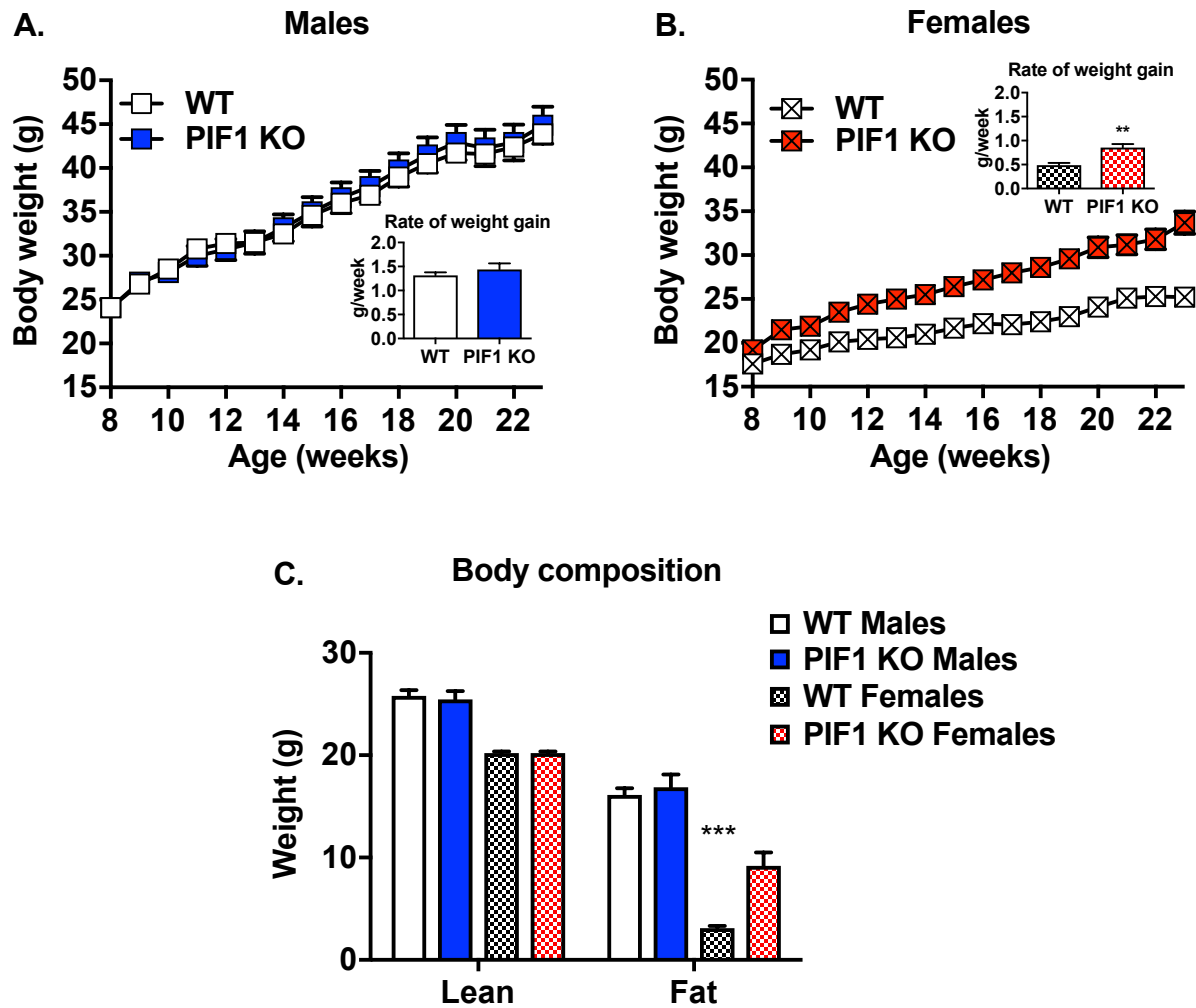 A.
Males
Body weight (g)
50
45
40
35
30
25
20
15
8 10 12 14 16 18 20 22
Age (weeks)
WT
PIF1 KO
Rate of weight gain
g/week
2.0
1.5
1.0
0.5
0.0
WT PIF1 KO
B.
Females
Body weight (g)
50
45
40
35
30
25
20
15
8 10 12 14 16 18 20 22
Age (weeks)
WT
PIF1 KO
Rate of weight gain
g/week
2.0
1.5
1.0
0.5
0.0
**
WT PIF1 KO
C.
Body composition
Weight (g)
30
20
10
0
***
Lean Fat
WT Males
PIF1 KO Males
WT Females
PIF1 KO Females